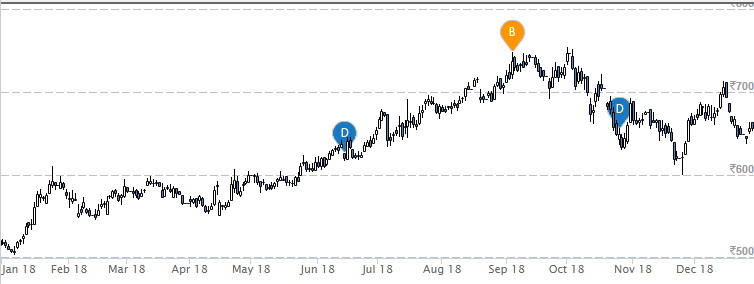 ₹800
B
₹700
D
D
₹600
₹500
Jan 18 Feb 18 Mar 18 Apr 18 May 18 Jun 18 Jul 18 Aug 18 Sep 18 Oct 18 Nov 18 Dec 18